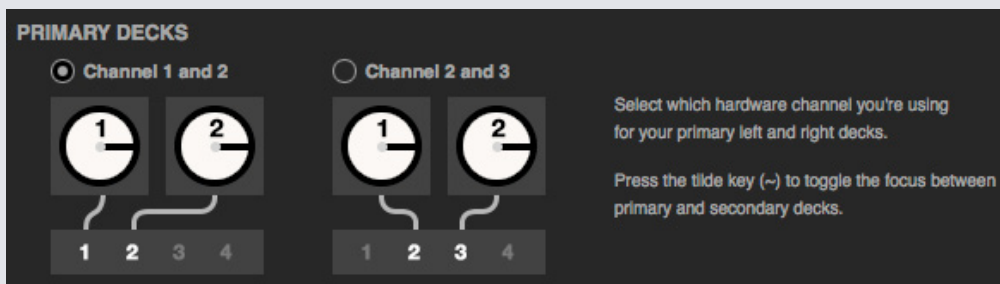 PRIMARY DECKS
Channel 1 and 2
Channel 2 and 3
1 2
1 2
1 2 3 4
1 2 3 4
Select which hardware channel you're using
for your primary left and right decks.
Press the tilde key (~) to toggle the focus between
primary and secondary decks.